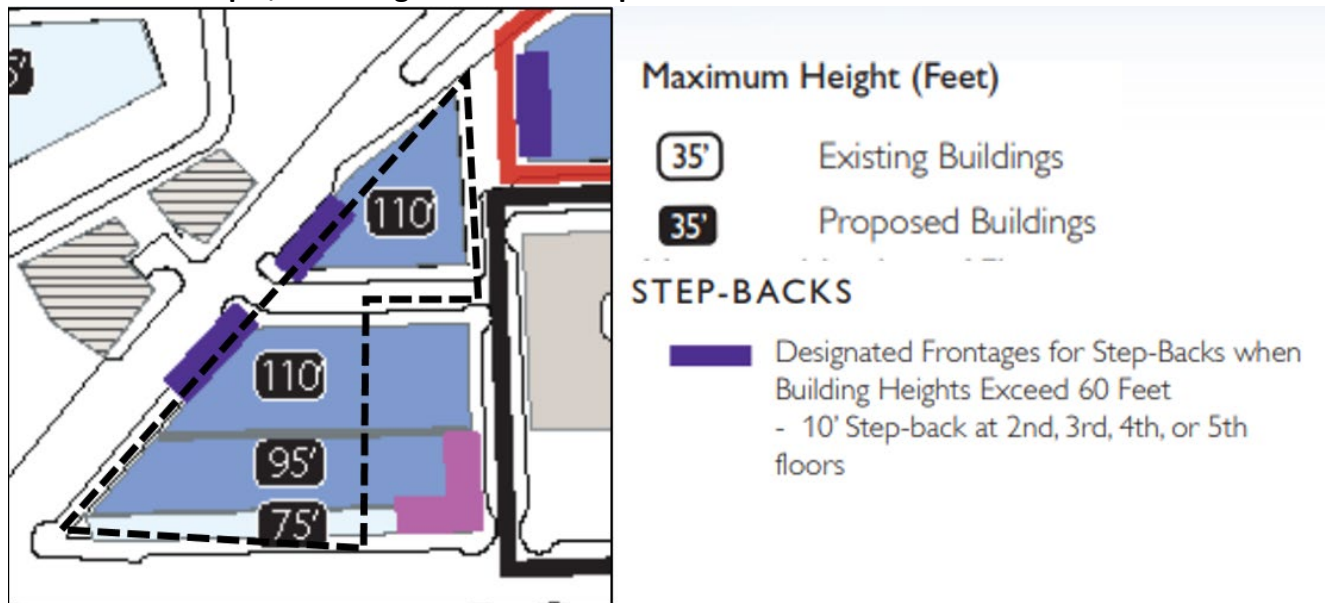 5'
110'
110'
95'
75'
Maximum Height (Feet)
35' Existing Buildings
35' Proposed Buildings
STEP-BACKS
Designated Frontages for Step-Backs when
Building Heights Exceed 60 Feet
- 10' Step-back at 2nd, 3rd, 4th, or 5th
floors